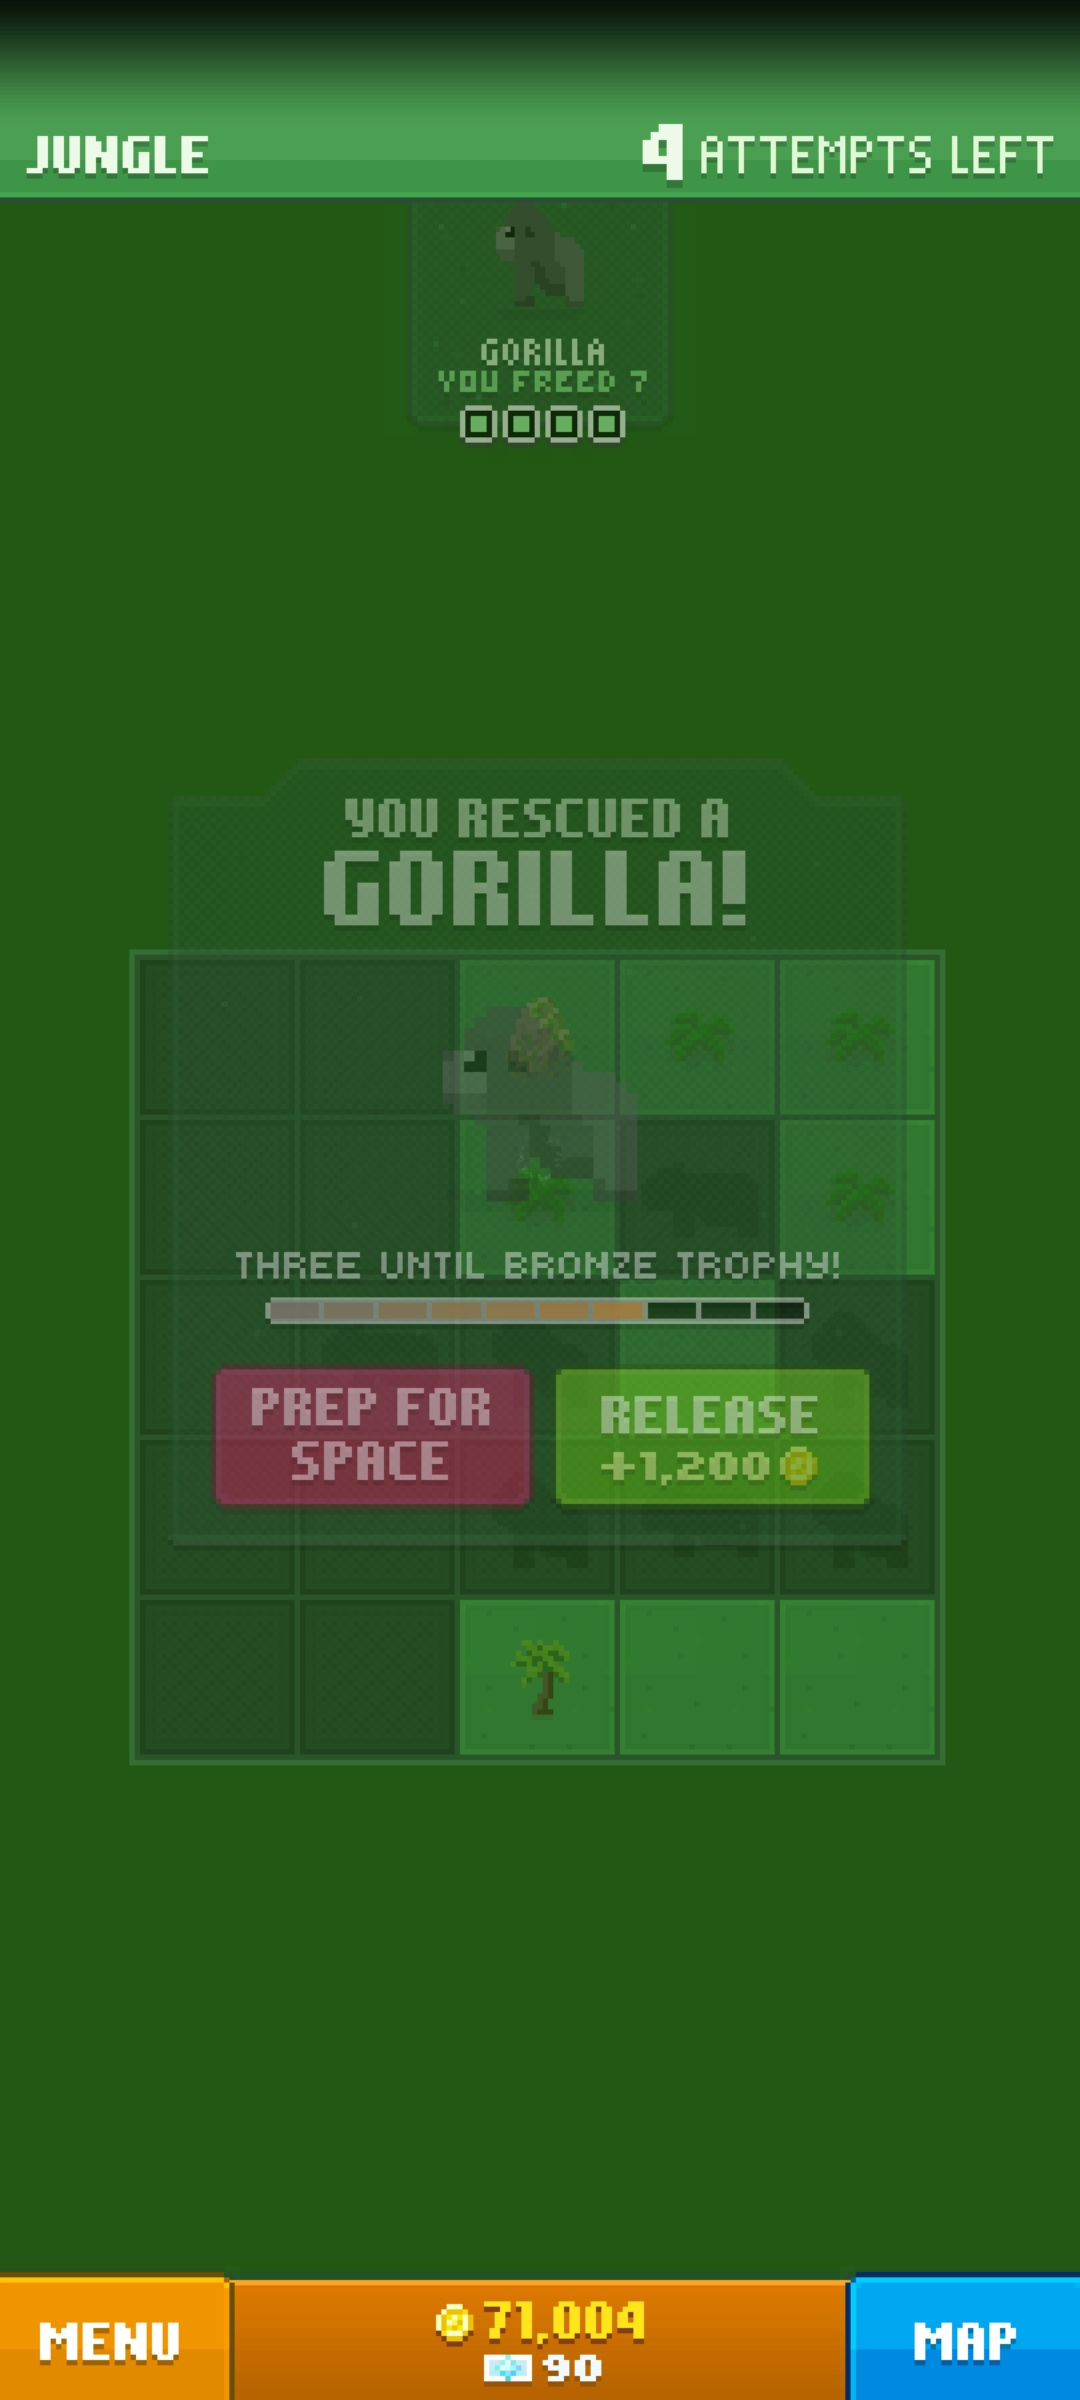 JUNGLE
4 ATTEMPTS LEFT
GORILLA
YOU FREED 7
YOU RESCUED A
GORILLA!
THREE UNTIL BRONZE TROPHY!
PREP FOR
SPACE
RELEASE
+1,200
MENU
71,004
90
MAP